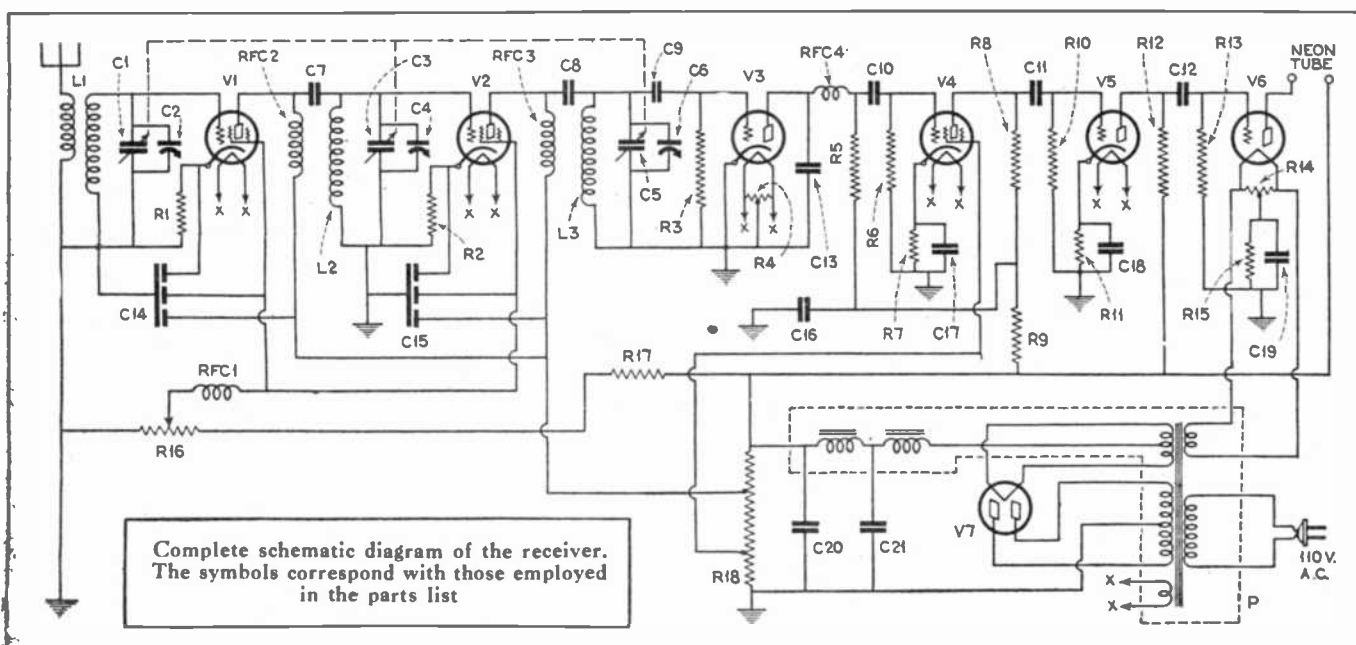 L1
C1
C2
V1
RFC2
C7
C3
V2
C4
RFC3
C8
C9
C6
V3
RFC4
C10
V4
R8
C11
R10
V5
R12
C12
R13
V6
NEON
TUBE
R1
X X
L2
X X
R2
L3
C5
R3
X X
R4
C13
R5
R6
X X
R7
C17
X X
C18
R11
R14
R15
C19
C14
C15
C16
R9
RFC1
R17
R16
R18
C20
C21
V7
X
X
P
110 V.
A.C.
Complete schematic diagram of the receiver.
The symbols correspond with those employed
in the parts list